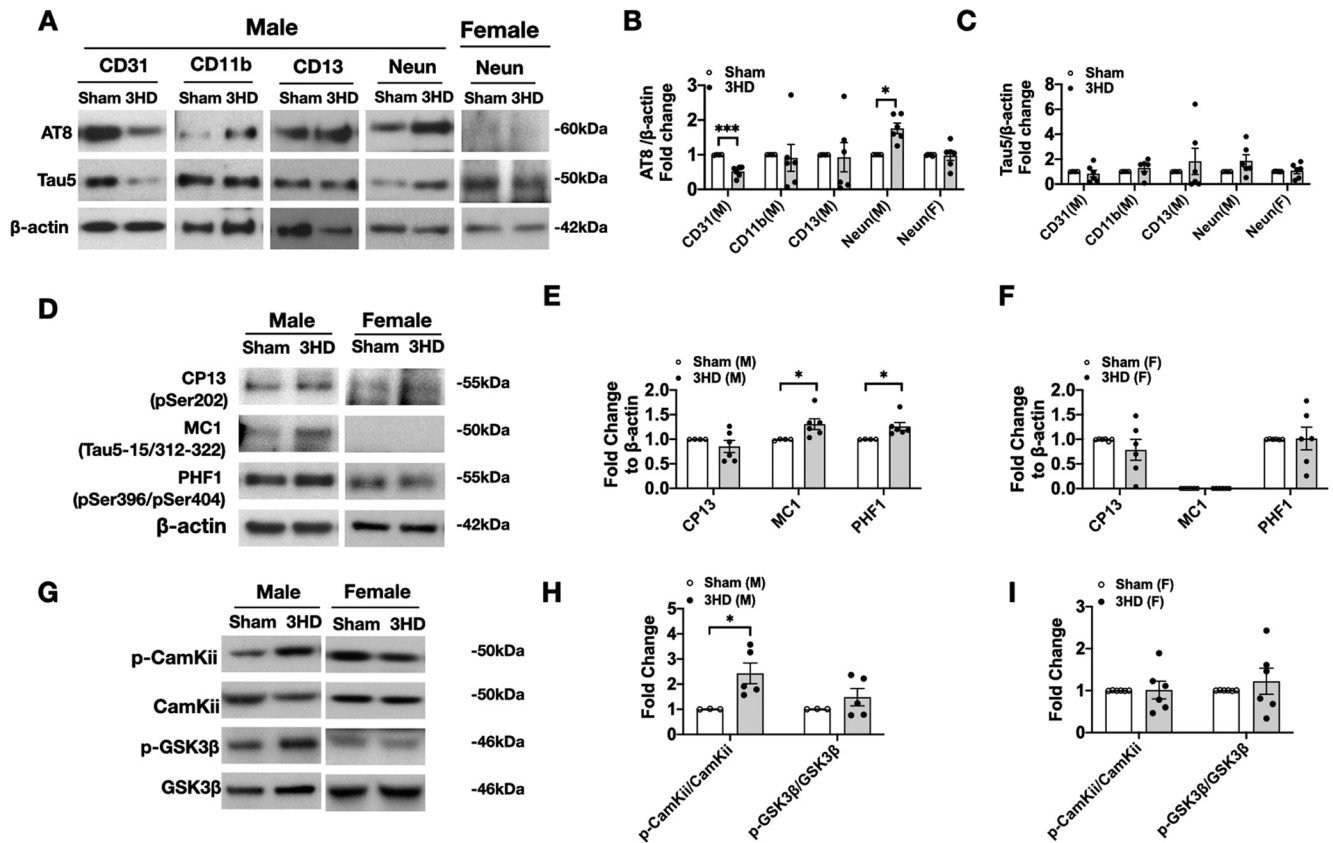 A
Male
Female
CD31 CD11b CD13 Neun Neun
Sham 3HD Sham 3HD Sham 3HD Sham 3HD Sham 3HD
AT8 -60kDa
Tau5 -50kDa
β-actin -42kDa
B
Sham
3HD
AT8 /β-actin
Fold change
3
2
1
0
***
*
CD31(M)
CD11b(M)
CD13(M)
Neun(M)
Neun(F)
C
Sham
3HD
Tau5/β-actin
Fold change
8
6
4
2
0
CD31(M)
CD11b(M)
CD13(M)
Neun(M)
Neun(F)
D
Male Female
Sham 3HD Sham 3HD
CP13
(pSer202)
-55kDa
MC1
(Tau5-15/312-322)
-50kDa
PHF1
(pSer396/pSer404)
-55kDa
β-actin -42kDa
E
Sham (M)
3HD (M)
Fold Change
to β-actin
2.0
1.5
1.0
0.5
0.0
*
*
CP13
MC1
PHF1
F
Sham (F)
3HD (F)
Fold Change
to β-actin
2.0
1.5
1.0
0.5
0.0
CP13
MC1
PHF1
G
Male Female
Sham 3HD Sham 3HD
p-CamKii -50kDa
CamKii -50kDa
p-GSK3β -46kDa
GSK3β -46kDa
H
Sham (M)
3HD (M)
Fold Change
5
4
3
2
1
0
*
p-CamKii/CamKii
p-GSK3β/GSK3β
I
Sham (F)
3HD (F)
Fold Change
3
2
1
0
p-CamKii/CamKii
p-GSK3β/GSK3β